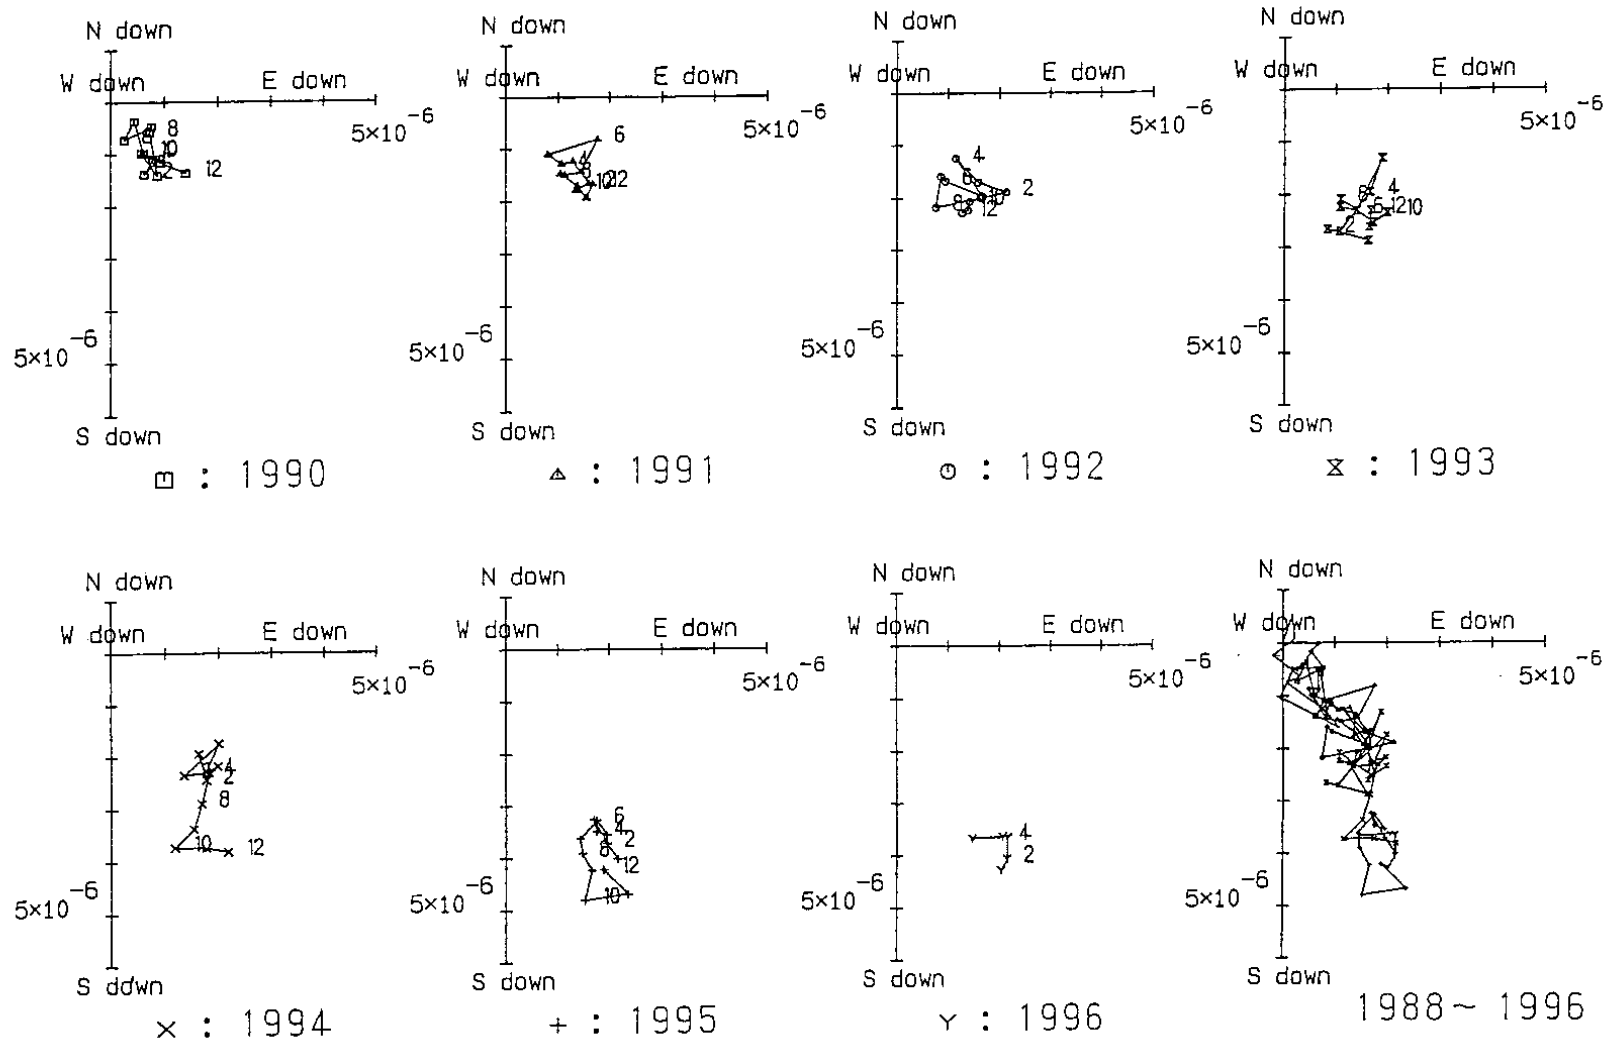 N down
W down E down
5×10⁻⁶
5×10⁻⁶
8
10
2
12
S down
□ : 1990
N down
W down E down
5×10⁻⁶
5×10⁻⁶
6
4
8
10 2 12
S down
△ : 1991
N down
W down E down
5×10⁻⁶
5×10⁻⁶
4
6
2
8
10
12
S down
○ : 1992
N down
W down E down
5×10⁻⁶
5×10⁻⁶
4
8
6 12 10
2
S down
: 1993
N down
W down E down
5×10⁻⁶
5×10⁻⁶
4
2
8
10 12
S down
× : 1994
N down
W down E down
5×10⁻⁶
5×10⁻⁶
6
4
2
8
12
10
S down
+ : 1995
N down
W down E down
5×10⁻⁶
5×10⁻⁶
4
2
S down
Y : 1996
N down
W down E down
5×10⁻⁶
5×10⁻⁶
S down
1988~1996